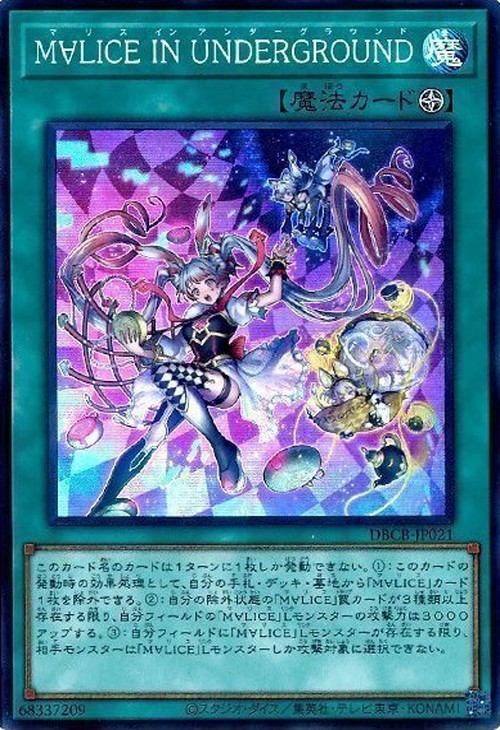 マリス イン アンダーグラウンド
M∀LICE IN UNDERGROUND 魔
【魔法カード】
DBCB-JP021
このカード名のカードは1ターンに1枚しか発動できない。①:このカードの
発動時の効果処理として、自分の手札・デッキ・墓地から「M∀LICE」カード
1枚を除外できる。②:自分の除外状態の「M∀LICE」罠カードが3種類以上
存在する限り、自分フィールドの「M∀LICE」Lモンスターの攻撃力は3000
アップする。③:自分フィールドに「M∀LICE」Lモンスターが存在する限り、
相手モンスターは「M∀LICE」Lモンスターしか攻撃対象に選択できない。
68337209 ©スタジオ・ダイス/集英社・テレビ東京・KONAMI